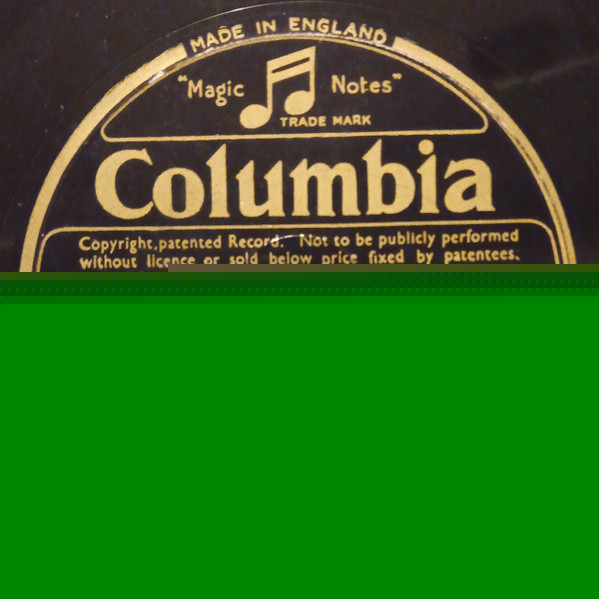 MADE IN ENGLAND
"Magic Notes"
TRADE MARK
Columbia
Copyright, patented Record. Not to be publicly performed
without licence or sold below price fixed by patentees.